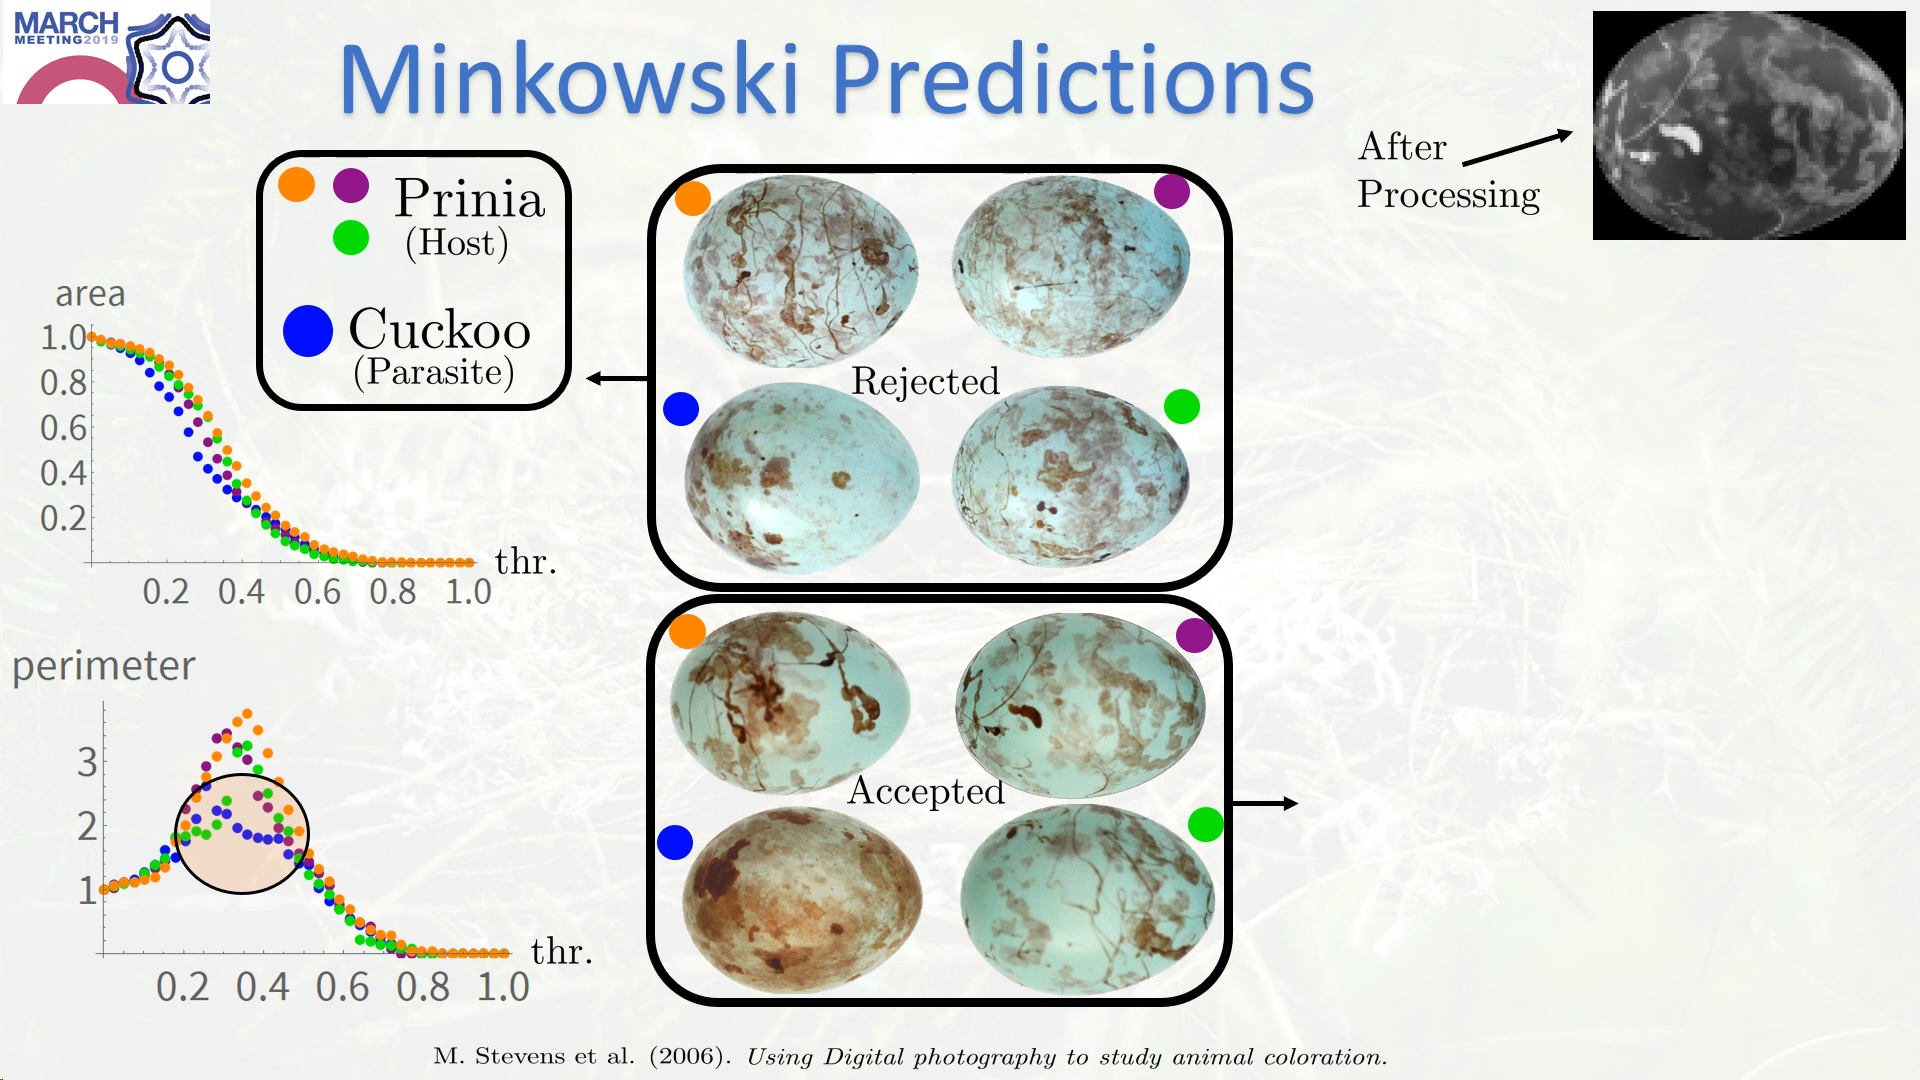 MARCH
MEETING2019
Minkowski Predictions
After
Processing
Prinia
(Host)
Cuckoo
(Parasite)
area
1.0
0.8
0.6
0.4
0.2
thr.
0.2 0.4 0.6 0.8 1.0
Rejected
perimeter
3
2
1
thr.
0.2 0.4 0.6 0.8 1.0
Accepted
M. Stevens et al. (2006). Using Digital photography to study animal coloration.